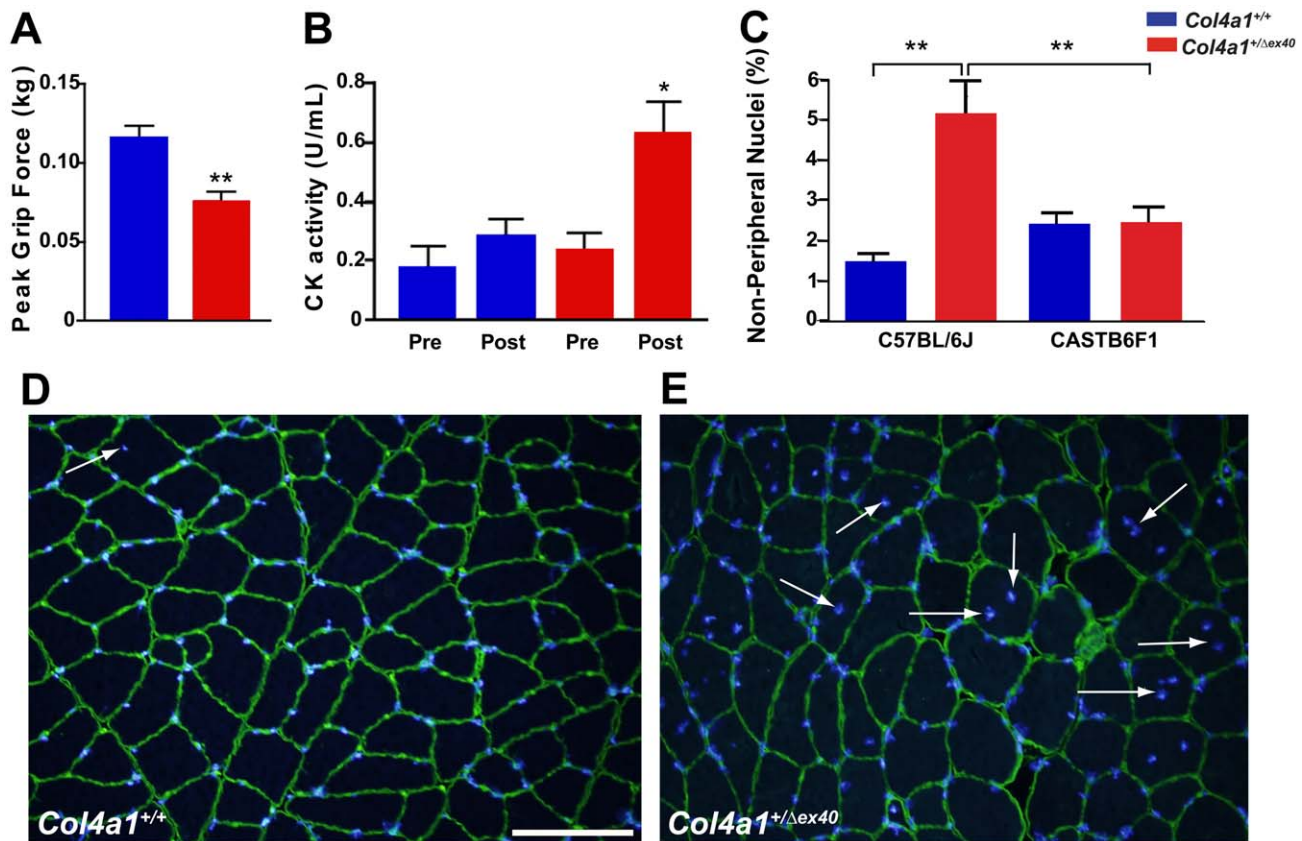 A
Peak Grip Force (kg)
0.15
0.10
0.05
0
**
B
CK activity (U/mL)
0.8
0.6
0.4
0.2
0
*
Pre Post Pre Post
C
Non-Peripheral Nuclei (%)
6
5
4
3
2
1
0
** **
C57BL/6J CASTB6F1
Col4a1+/+
Col4a1+/Δex40
D
Col4a1+/+
E
Col4a1+/Δex40